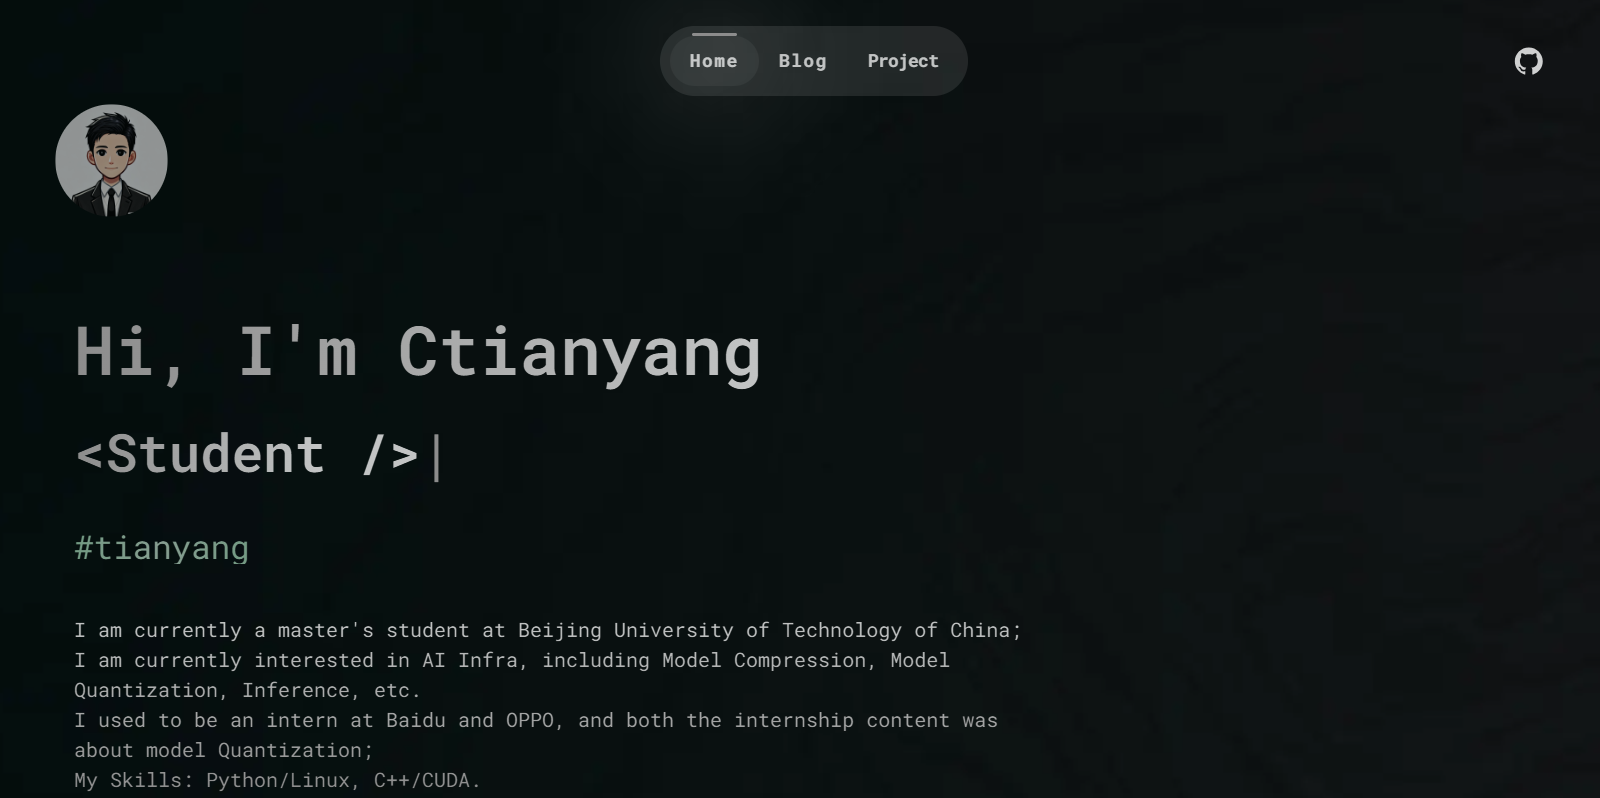 Home Blog Project
Hi, I'm Ctianyang
<Student />|
#tianyang
I am currently a master's student at Beijing University of Technology of China;
I am currently interested in AI Infra, including Model Compression, Model
Quantization, Inference, etc.
I used to be an intern at Baidu and OPPO, and both the internship content was
about model Quantization;
My Skills: Python/Linux, C++/CUDA.